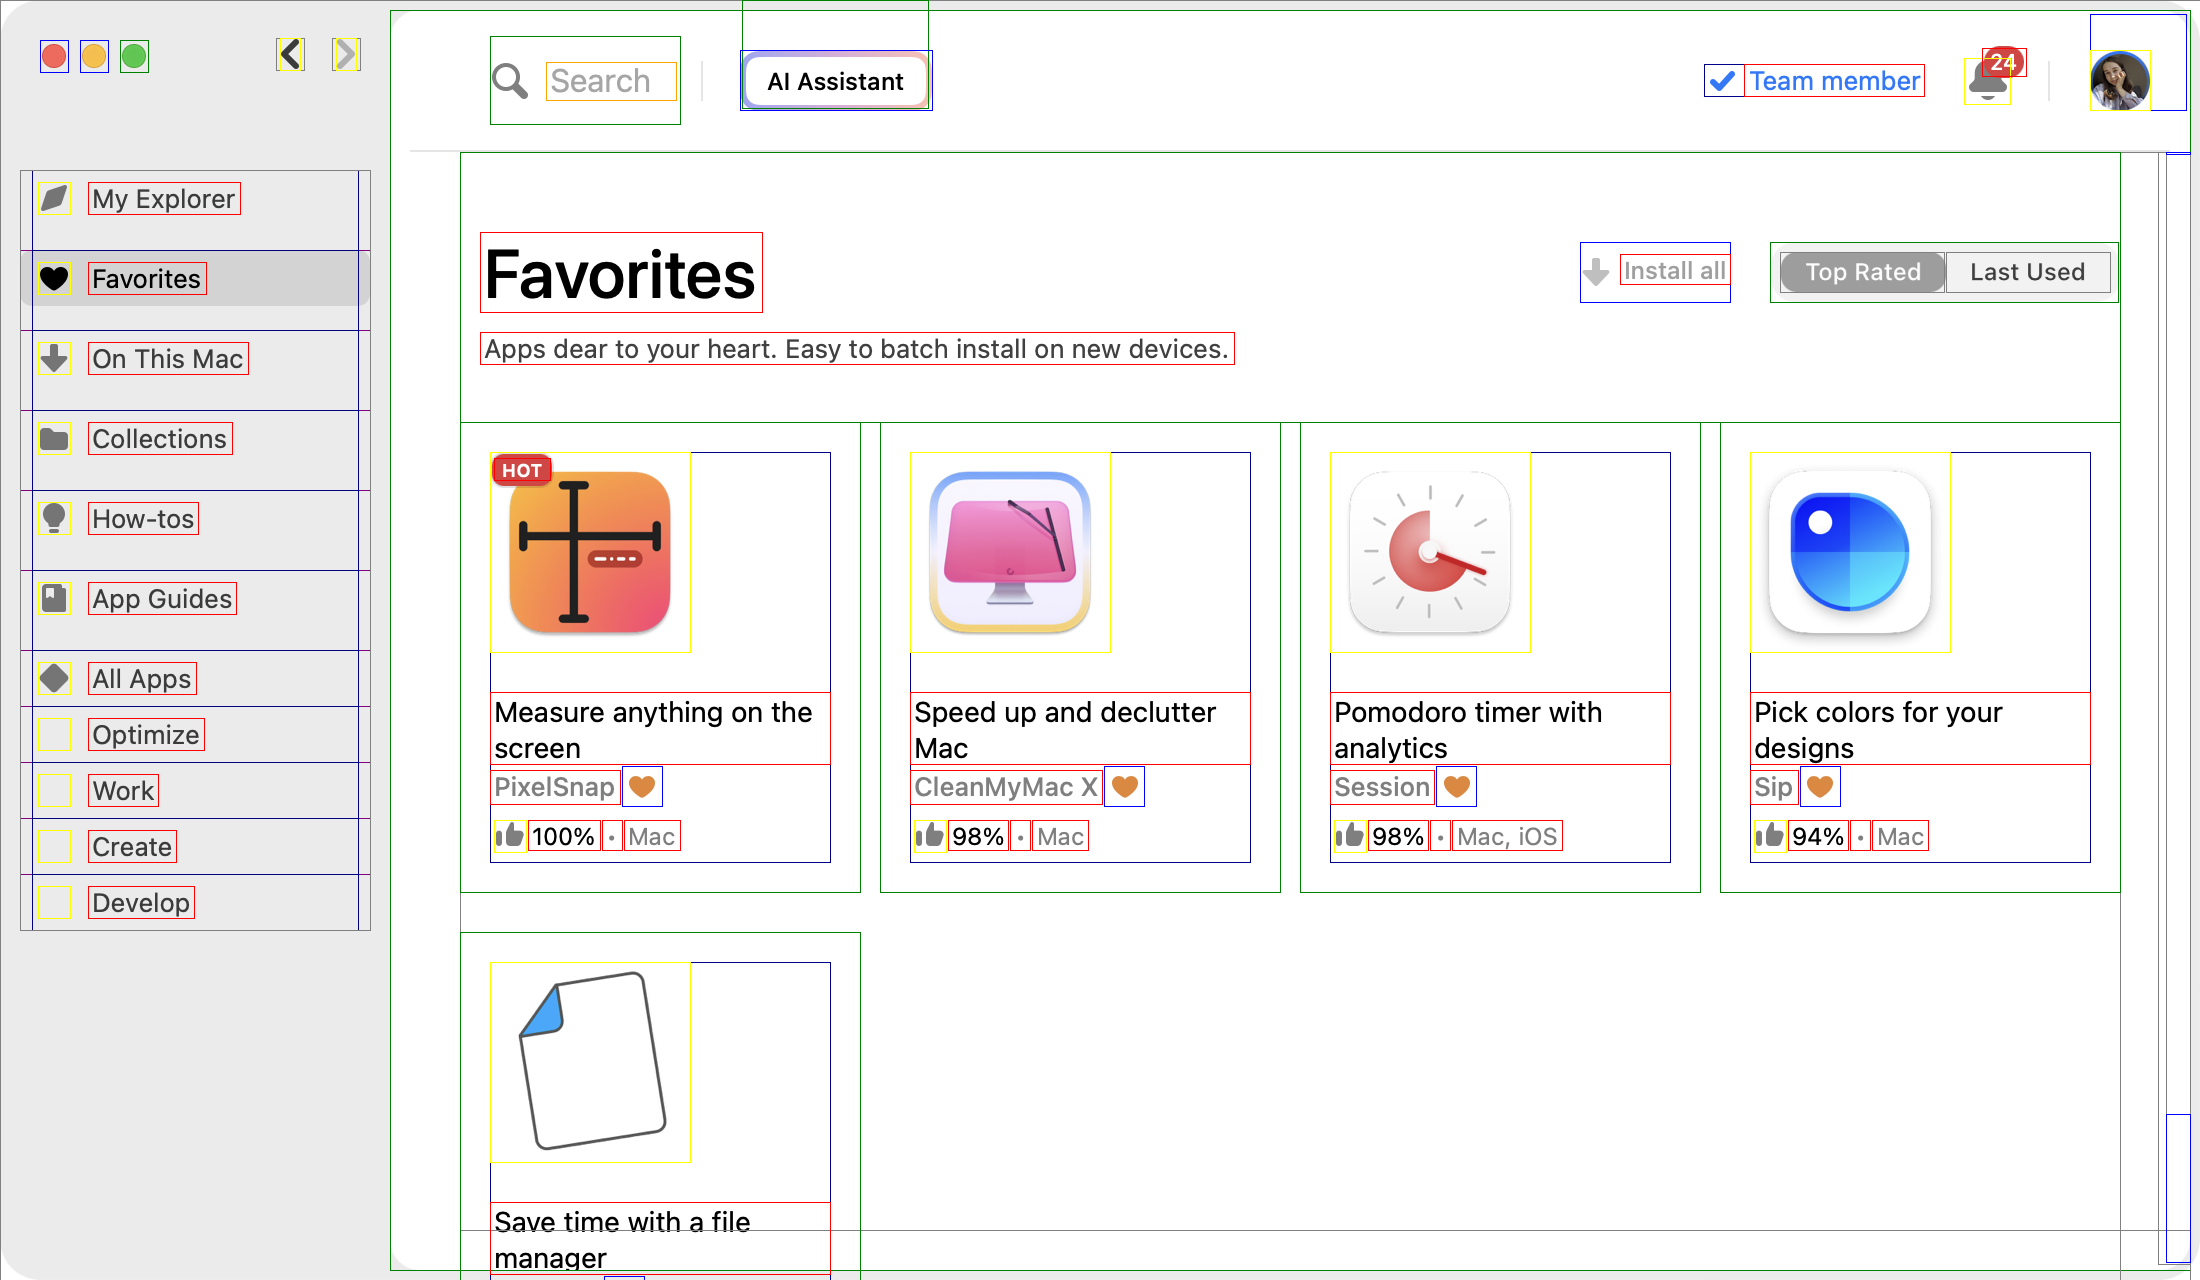 Search
AI Assistant
Team member
24
My Explorer
Favorites
On This Mac
Collections
How-tos
App Guides
All Apps
Optimize
Work
Create
Develop
Favorites
Install all
Top Rated
Last Used
Apps dear to your heart. Easy to batch install on new devices.
HOT
Measure anything on the
screen
PixelSnap
100% · Mac
Speed up and declutter
Mac
CleanMyMac X
98% · Mac
Pomodoro timer with
analytics
Session
98% · Mac, iOS
Pick colors for your
designs
Sip
94% · Mac
Save time with a file
manager